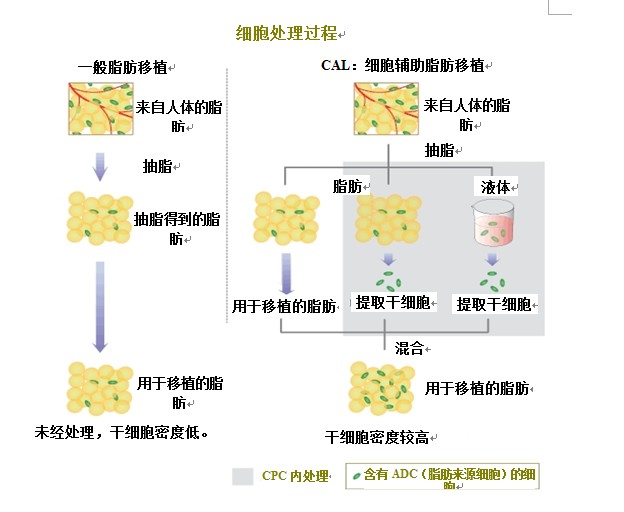 细胞处理过程
一般脂肪移植
CAL：细胞辅助脂肪移植
来自人体的脂
肪
来自人体的脂
肪
抽脂
抽脂
脂肪
液体
抽脂得到的脂
肪
用于移植的脂肪
提取干细胞
提取干细胞
混合
用于移植的脂
肪
用于移植的脂肪
未经处理，干细胞密度低。
干细胞密度较高
CPC 内处理
含有 ADC（脂肪来源细胞）的细
胞